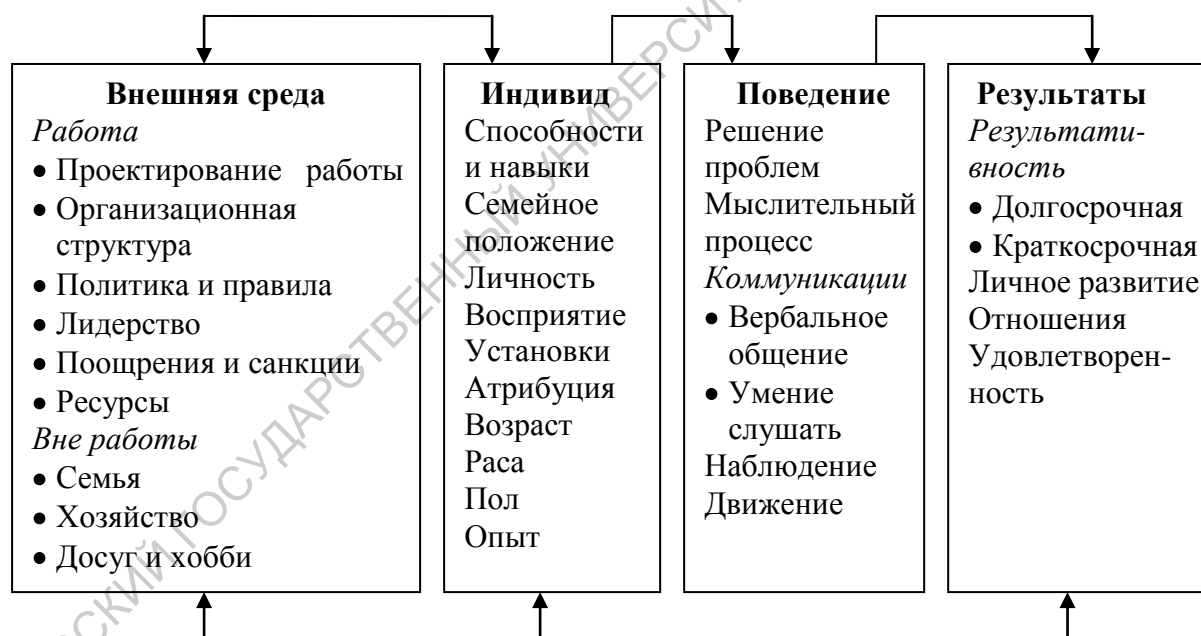 Внешняя среда
Работа
• Проектирование работы
• Организационная
структура
• Политика и правила
• Лидерство
• Поощрения и санкции
• Ресурсы
Вне работы
• Семья
• Хозяйство
• Досуг и хобби
Индивид
Способности
и навыки
Семейное
положение
Личность
Восприятие
Установки
Атрибуция
Возраст
Раса
Пол
Опыт
Поведение
Решение
проблем
Мыслительный
процесс
Коммуникации
• Вербальное
общение
• Умение
слушать
Наблюдение
Движение
Результаты
Результати-
вность
• Долгосрочная
• Краткосрочная
Личное развитие
Отношения
Удовлетворен-
ность
ГОСУДАРСТВЕННЫЙ